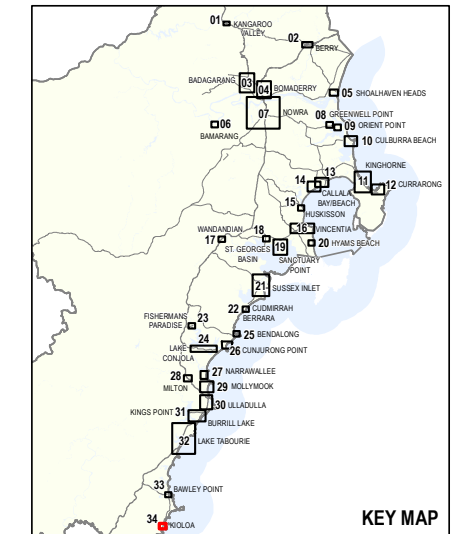 01
KANGAROO
VALLEY
02
BERRY
BADAGARANG
03
04
BOMADERRY
05
SHOALHAVEN HEADS
07
NOWRA
06
BAMARANG
08
GREENWELL POINT
09
ORIENT POINT
10
CULBURRA BEACH
KINGHORNE
11
12
CURRARONG
13
14
CALLALA
BAY/BEACH
15
HUSKISSON
16
VINCENTIA
WANDANDIAN
17
18
ST. GEORGES
BASIN
19
20
HYAMS BEACH
SANCTUARY
POINT
21
SUSSEX INLET
22
CUDMIRRAH
BERRARA
FISHERMANS
PARADISE
23
24
LAKE
CONJOLA
25
BENDALONG
26
CUNJURONG POINT
27
NARRAWALLEE
28
MILTON
29
MOLLYMOOK
30
ULLADULLA
KINGS POINT
31
BURRILL LAKE
32
LAKE TABOURIE
33
BAWLEY POINT
34
KIOLOA
KEY MAP